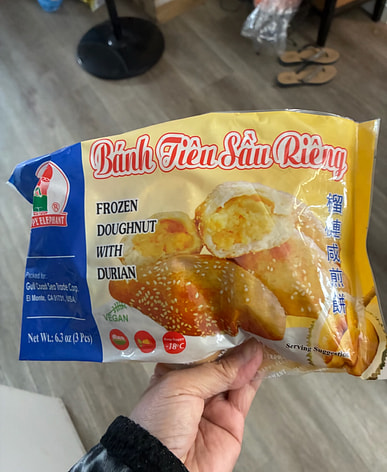 Bánh Tiêu Sầu Riêng
ELEPHANT
®
FROZEN
DOUGHNUT
WITH
DURIAN
榴梿咸煎餅
Packed for:
El Monte, CA 91731, USA
VEGAN
-18°C
Net Wt.: 6.3 oz (3 Pcs)
Serving Suggestion